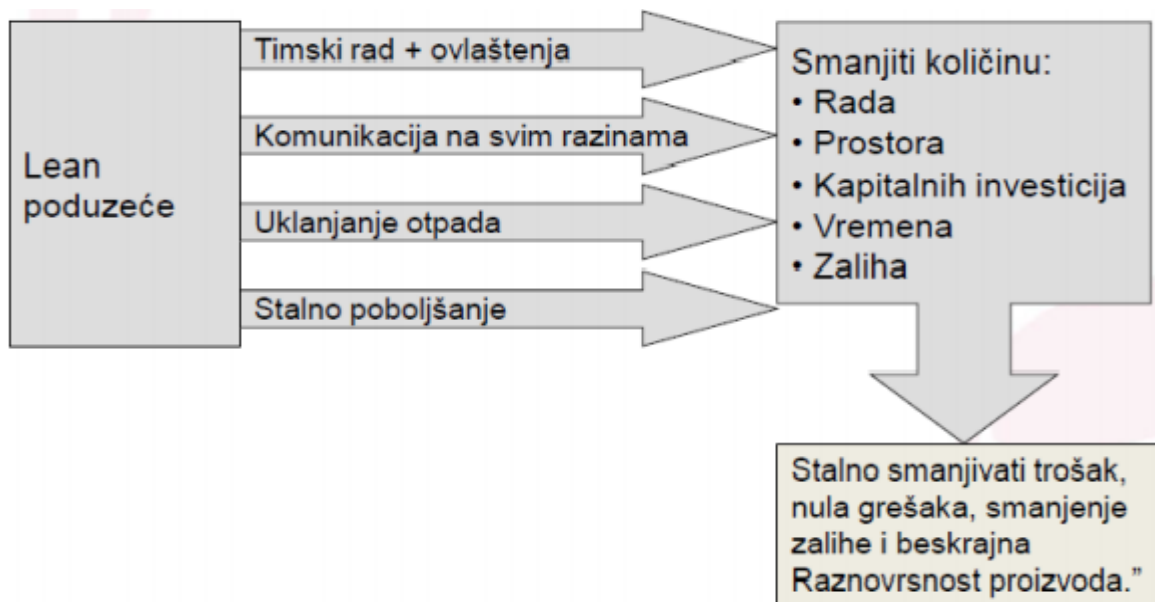 Lean
poduzeće
Timski rad + ovlaštenja
Komunikacija na svim razinama
Uklanjanje otpada
Stalno poboljšanje
Smanjiti količinu:
• Rada
• Prostora
• Kapitalnih investicija
• Vremena
• Zaliha
Stalno smanjivati trošak,
nula grešaka, smanjenje
zalihe i beskrajna
Raznovrsnost proizvoda.”